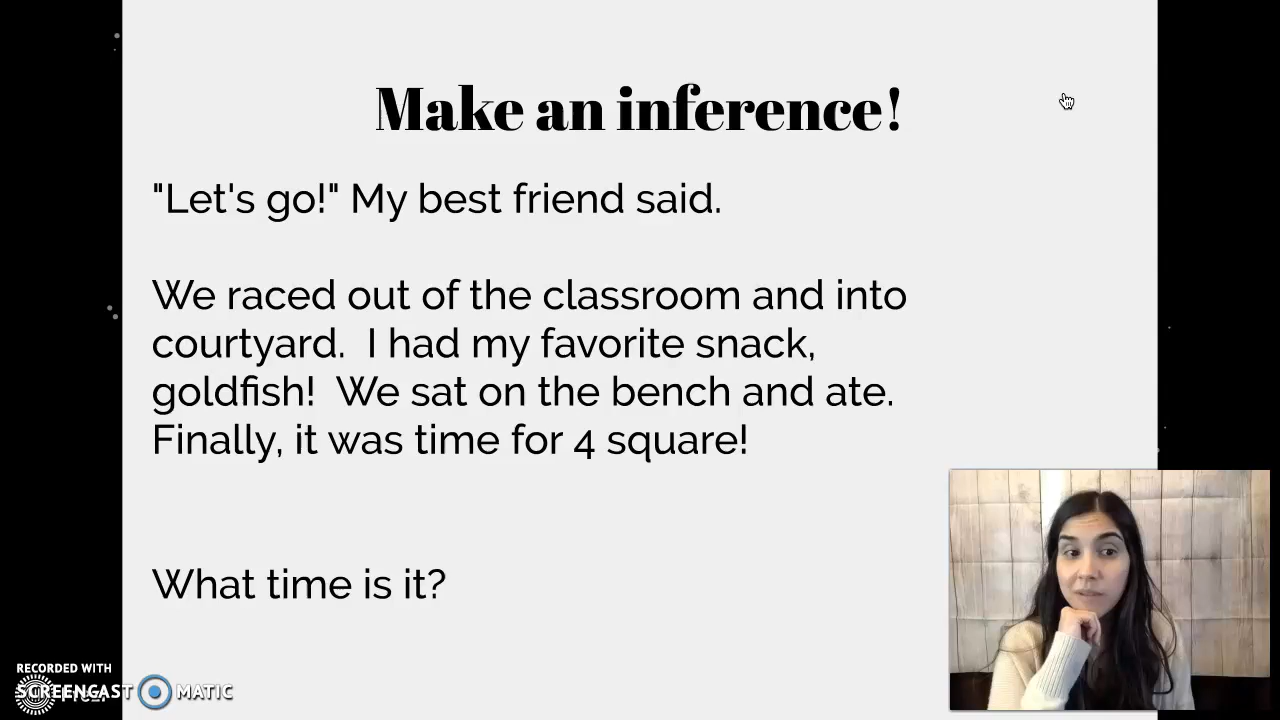 Make an inference!
"Let's go!" My best friend said.
We raced out of the classroom and into
courtyard.  I had my favorite snack,
goldfish!  We sat on the bench and ate.
Finally, it was time for 4 square!
What time is it?
RECORDED WITH
SCREENCAST MATIC